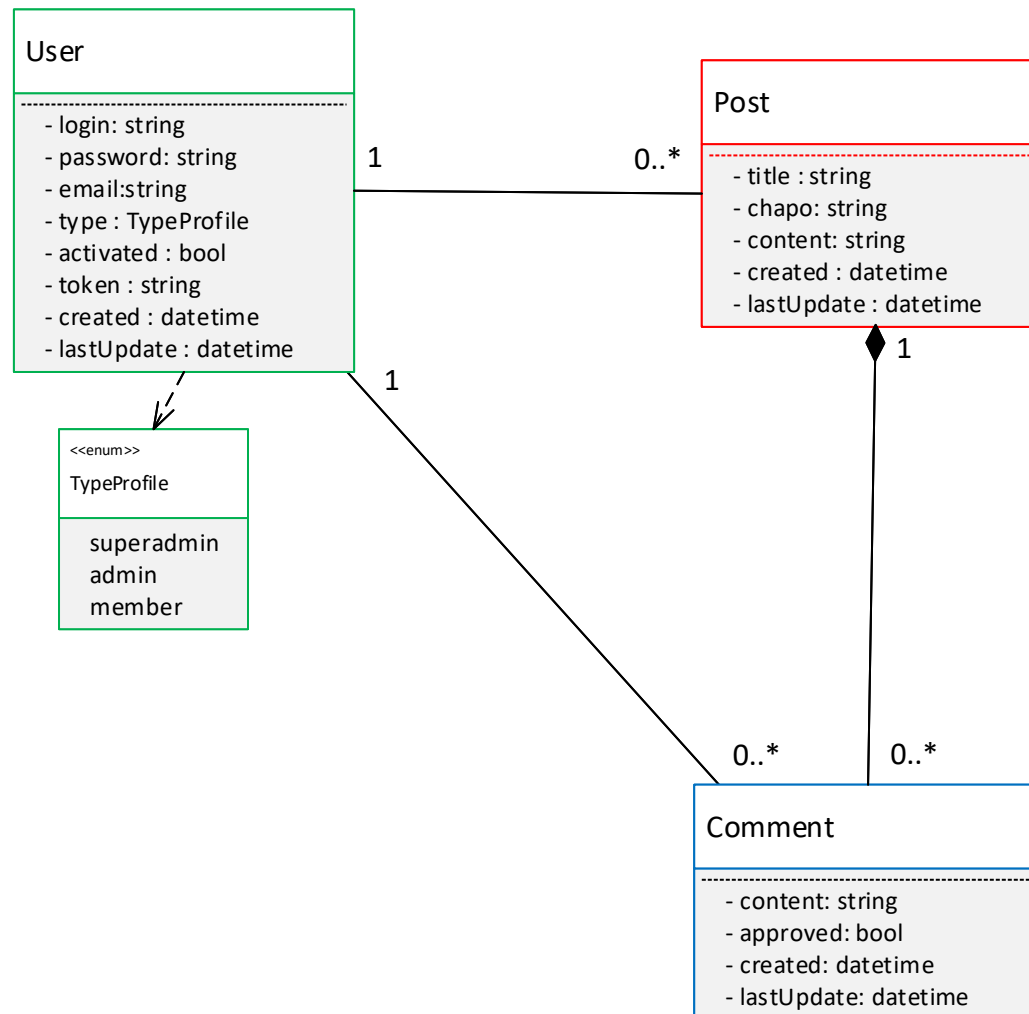 User
- login: string
- password: string
- email:string
- type : TypeProfile
- activated : bool
- token : string
- created : datetime
- lastUpdate : datetime
1
0..*
Post
- title : string
- chapo: string
- content: string
- created : datetime
- lastUpdate : datetime
1
1
<<enum>>
TypeProfile
superadmin
admin
member
0..*
0..*
Comment
- content: string
- approved: bool
- created: datetime
- lastUpdate: datetime